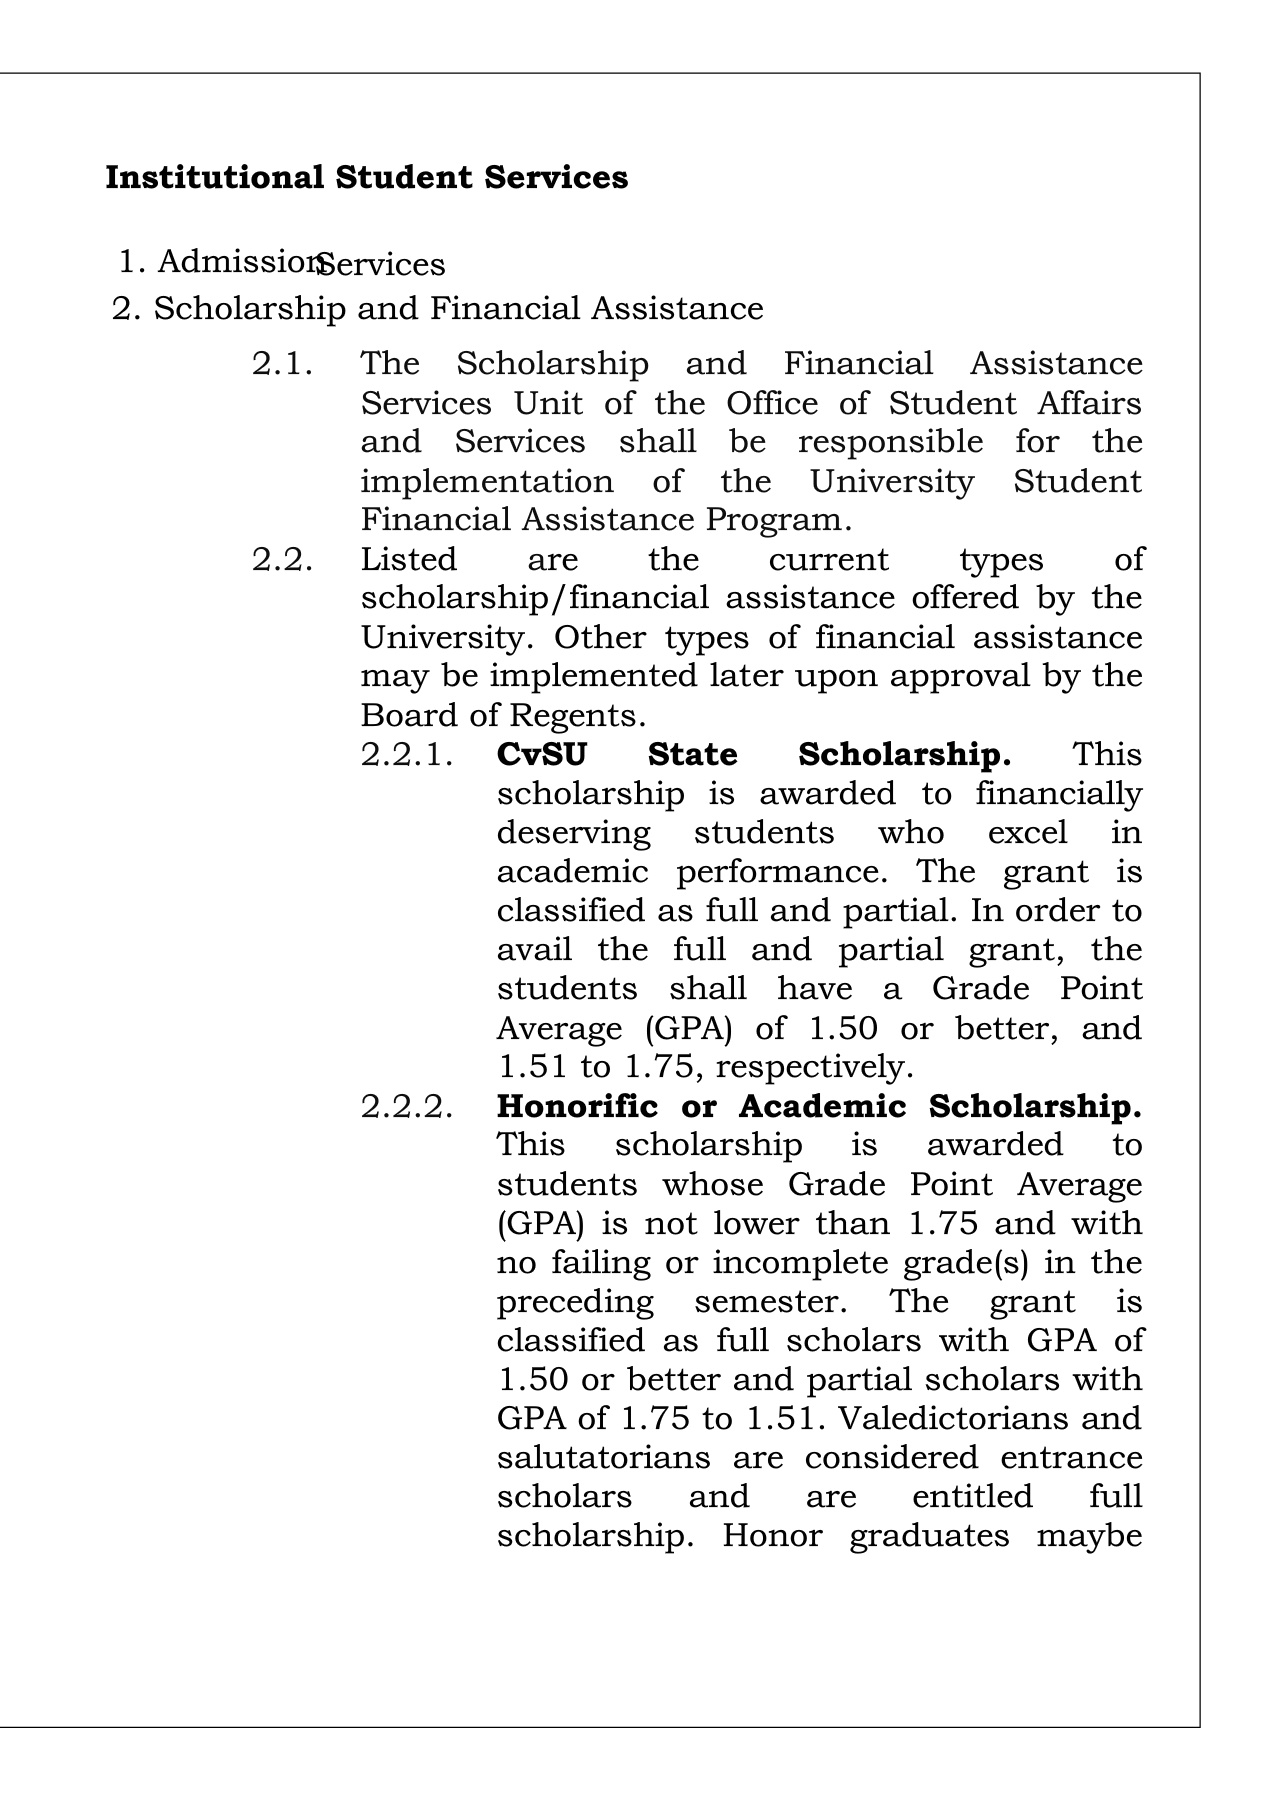 Institutional Student Services
1. Admission Services
2. Scholarship and Financial Assistance
2.1. The Scholarship and Financial Assistance
Services Unit of the Office of Student Affairs
and Services shall be responsible for the
implementation of the University Student
Financial Assistance Program.
2.2. Listed are the current types of
scholarship/financial assistance offered by the
University. Other types of financial assistance
may be implemented later upon approval by the
Board of Regents.
2.2.1. CvSU State Scholarship. This
scholarship is awarded to financially
deserving students who excel in
academic performance. The grant is
classified as full and partial. In order to
avail the full and partial grant, the
students shall have a Grade Point
Average (GPA) of 1.50 or better, and
1.51 to 1.75, respectively.
2.2.2. Honorific or Academic Scholarship.
This scholarship is awarded to
students whose Grade Point Average
(GPA) is not lower than 1.75 and with
no failing or incomplete grade(s) in the
preceding semester. The grant is
classified as full scholars with GPA of
1.50 or better and partial scholars with
GPA of 1.75 to 1.51. Valedictorians and
salutatorians are considered entrance
scholars and are entitled full
scholarship. Honor graduates maybe